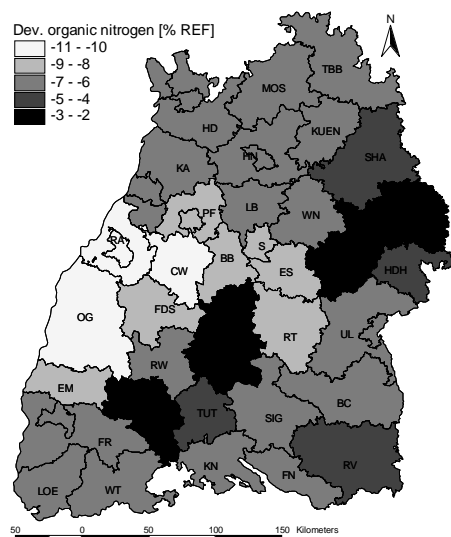 Dev. organic nitrogen [% REF]
-11 - -10
-9 - -8
-7 - -6
-5 - -4
-3 - -2
N
TBB
MOS
HD
KUEN
KA
HN
SHA
PF
LB
WN
RA
CW
BB
S
ES
HDH
OG
FDS
RT
UL
EM
RW
TUT
SIG
BC
FR
KN
FN
RV
LOE
WT
50 0 50 100 150 Kilometers